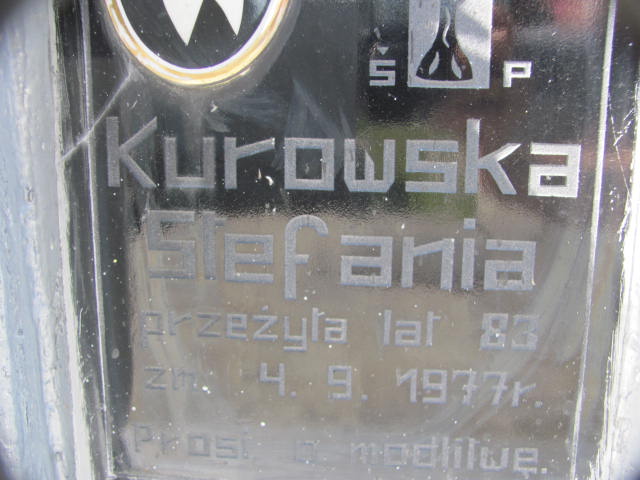 Ś P
Kurowska
Stefania
przeżyła lat 83
zm. 4. 9. 1977r.
Prosi o modlitwę.